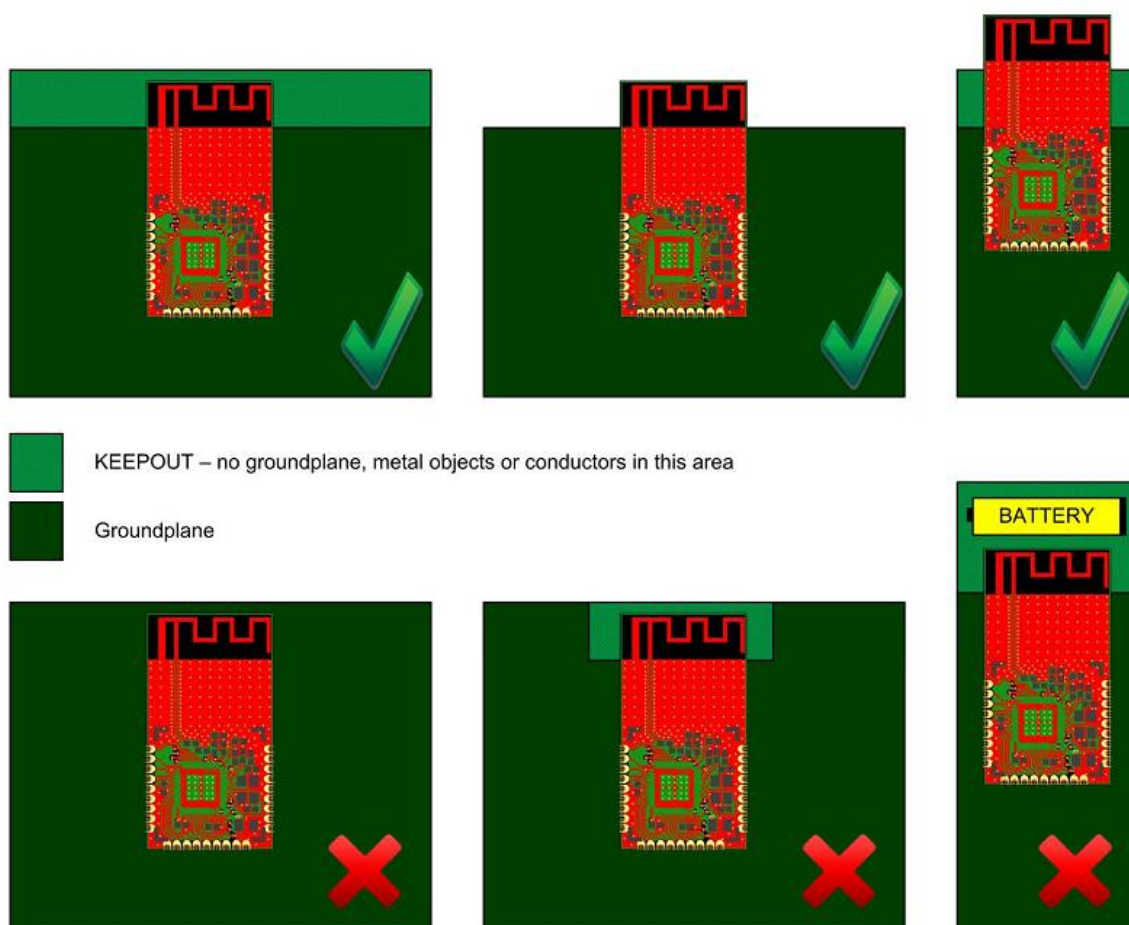 KEEPOUT – no groundplane, metal objects or conductors in this area
Groundplane
BATTERY